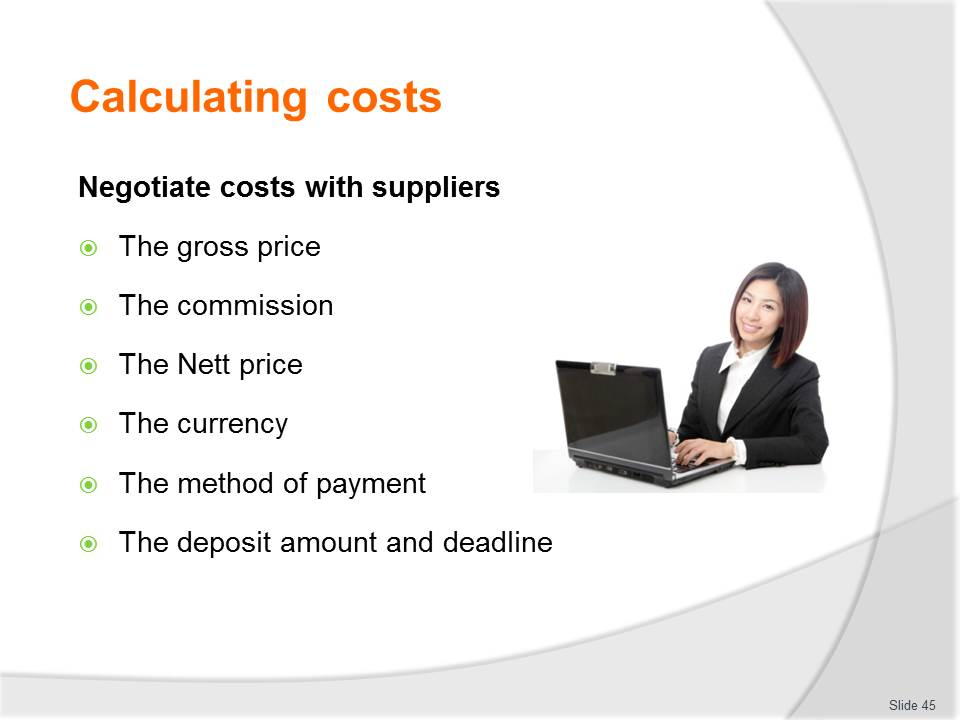 Calculating costs
Negotiate costs with suppliers
The gross price
The commission
The Nett price
The currency
The method of payment
The deposit amount and deadline
Slide 45